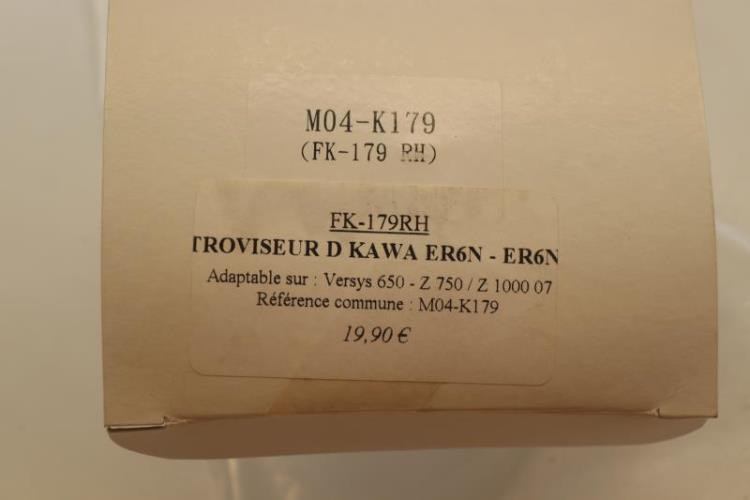 M04-K179
(FK-179 RH)
FK-179RH
TROVISEUR D KAWA ER6N - ER6N
Adaptable sur : Versys 650 - Z 750 / Z 1000 07
Référence commune : M04-K179
19,90 €